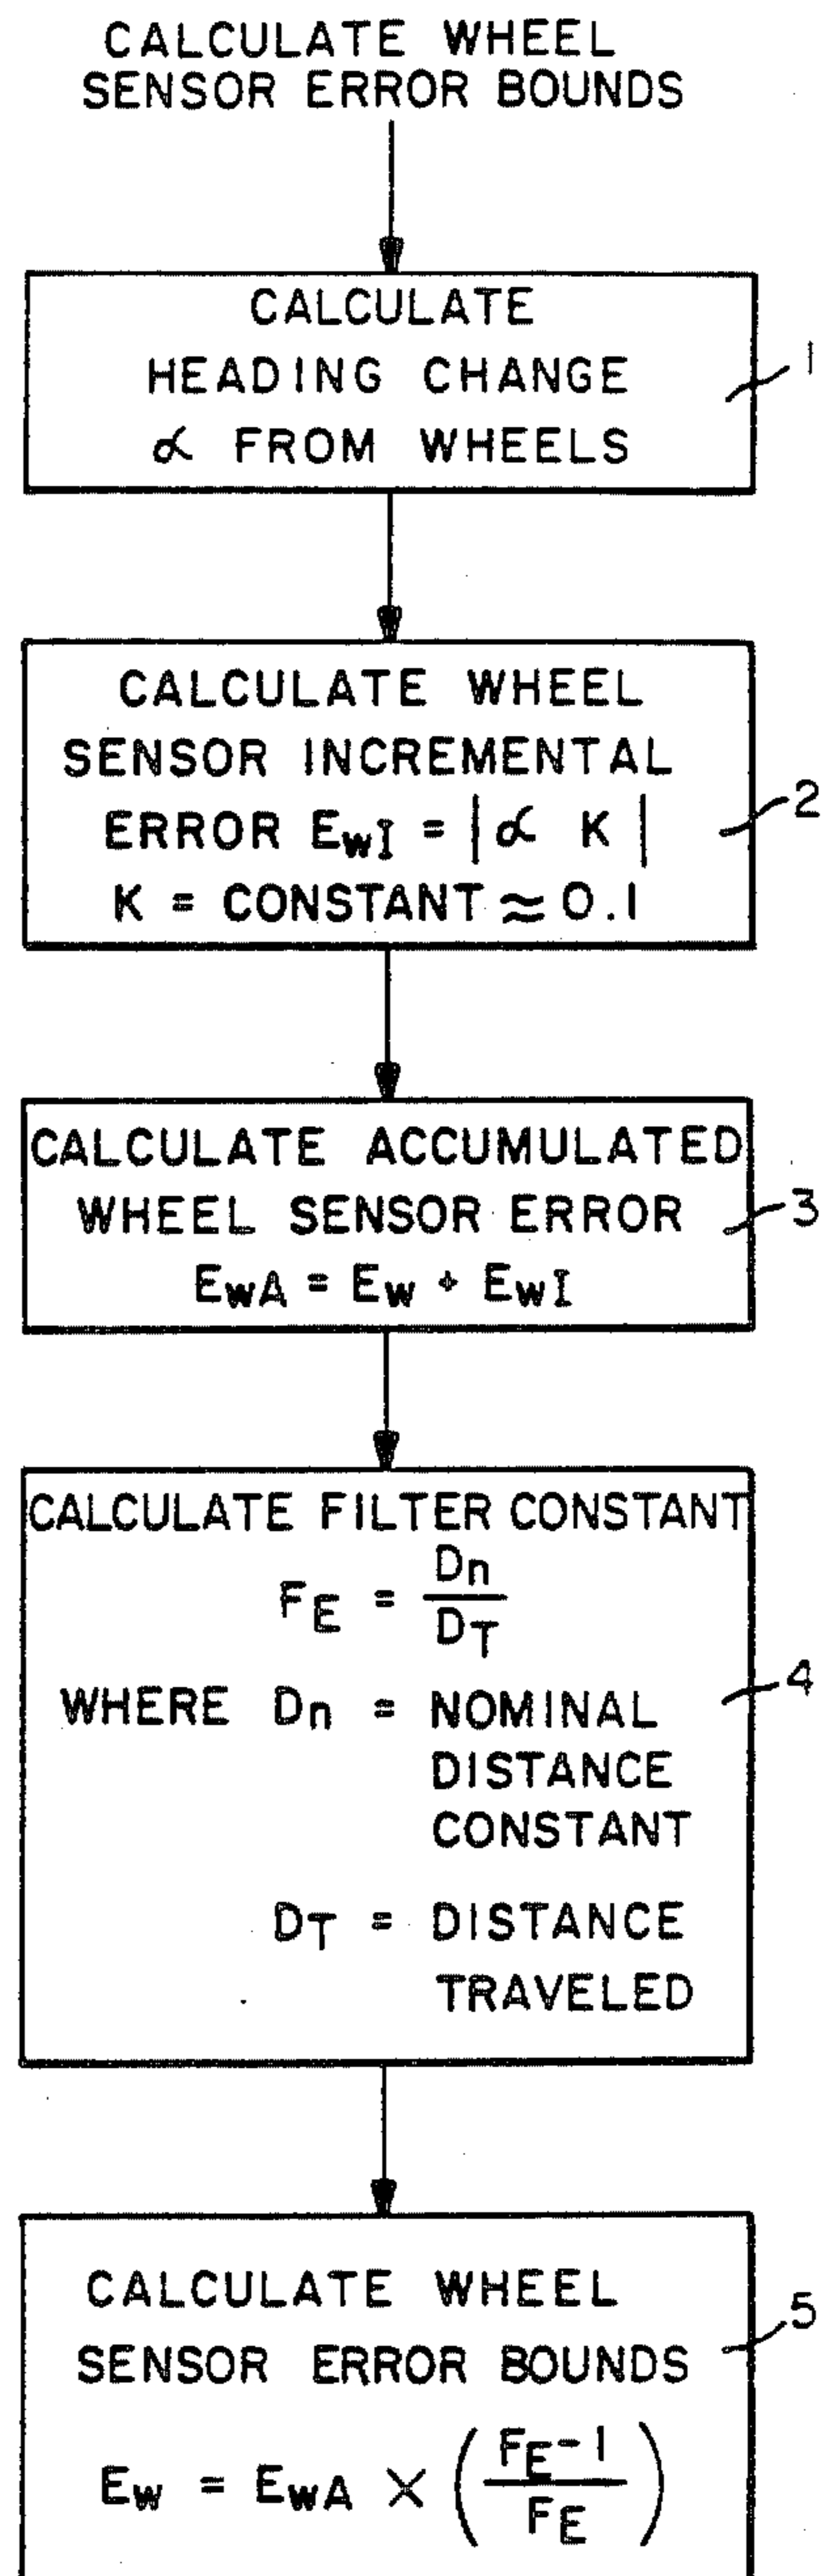 CALCULATE WHEEL
SENSOR ERROR BOUNDS
CALCULATE
HEADING CHANGE
α FROM WHEELS
1
CALCULATE WHEEL
SENSOR INCREMENTAL
ERROR EwI = |α K|
K = CONSTANT ≈ 0.1
2
CALCULATE ACCUMULATED
WHEEL SENSOR ERROR
EwA = Ew + EwI
3
CALCULATE FILTER CONSTANT
FE = Dn / DT
WHERE Dn = NOMINAL
DISTANCE
CONSTANT
DT = DISTANCE
TRAVELED
4
CALCULATE WHEEL
SENSOR ERROR BOUNDS
Ew = EwA × (FE-1 / FE)
5